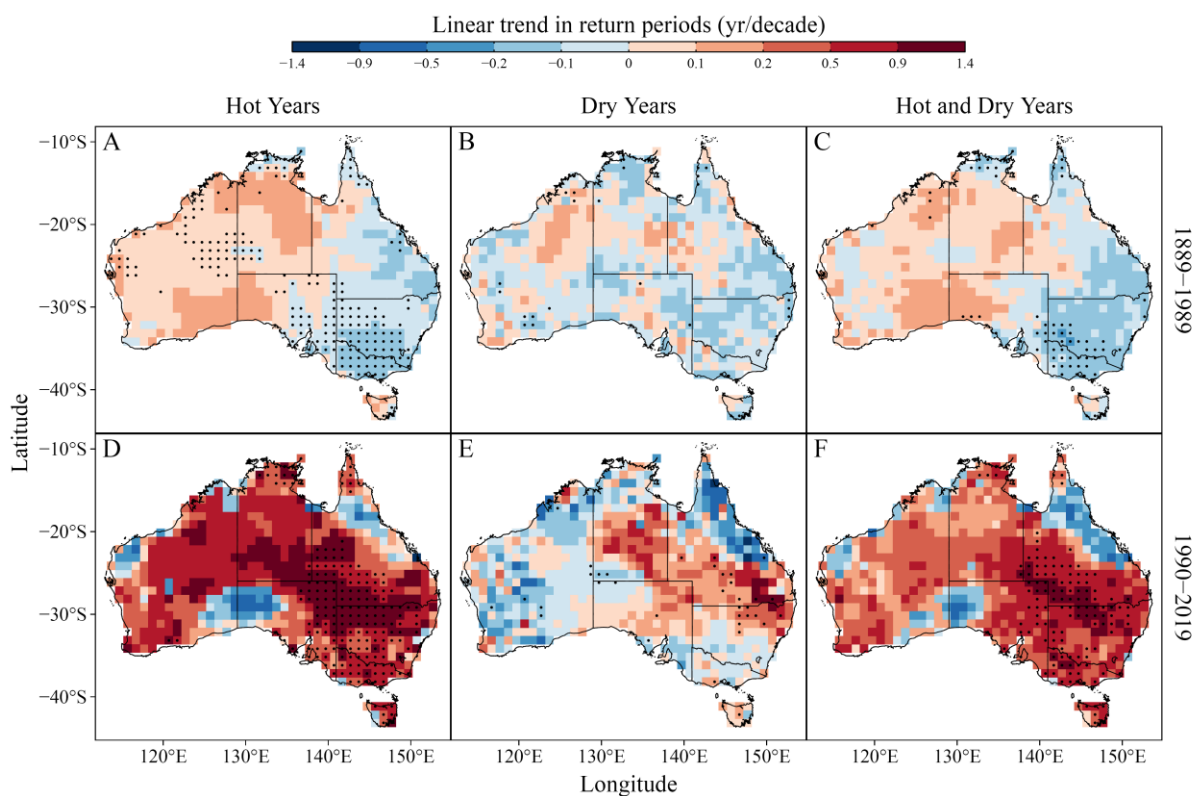 Linear trend in return periods (yr/decade)
−1.4 −0.9 −0.5 −0.2 −0.1 0 0.1 0.2 0.5 0.9 1.4
Hot Years Dry Years Hot and Dry Years
A B C
−10°S
−20°S
−30°S
−40°S
1889−1989
D E F
−10°S
−20°S
−30°S
−40°S
1990−2019
Latitude
120°E 130°E 140°E 150°E 120°E 130°E 140°E 150°E 120°E 130°E 140°E 150°E
Longitude